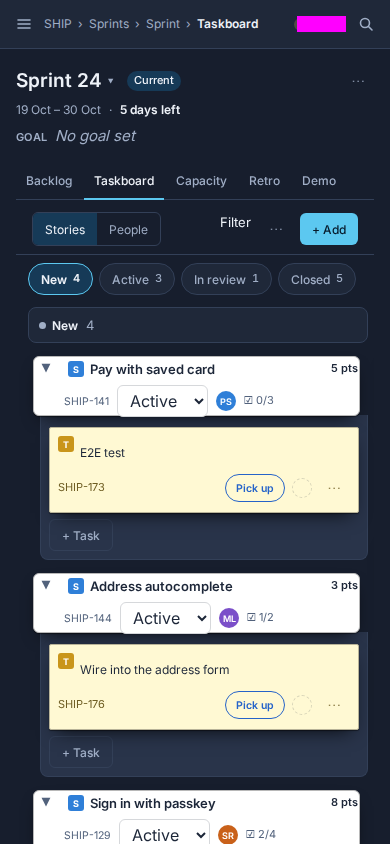 SHIP › Sprints › Sprint › Taskboard
Sprint 24 Current
19 Oct – 30 Oct · 5 days left
GOAL No goal set
Backlog Taskboard Capacity Retro Demo
Stories People Filter + Add
New 4 Active 3 In review 1 Closed 5
New 4
S Pay with saved card 5 pts
SHIP-141 Active PS 0/3
T E2E test
SHIP-173 Pick up
+ Task
S Address autocomplete 3 pts
SHIP-144 Active ML 1/2
T Wire into the address form
SHIP-176 Pick up
+ Task
S Sign in with passkey 8 pts
SHIP-129 Active SR 2/4